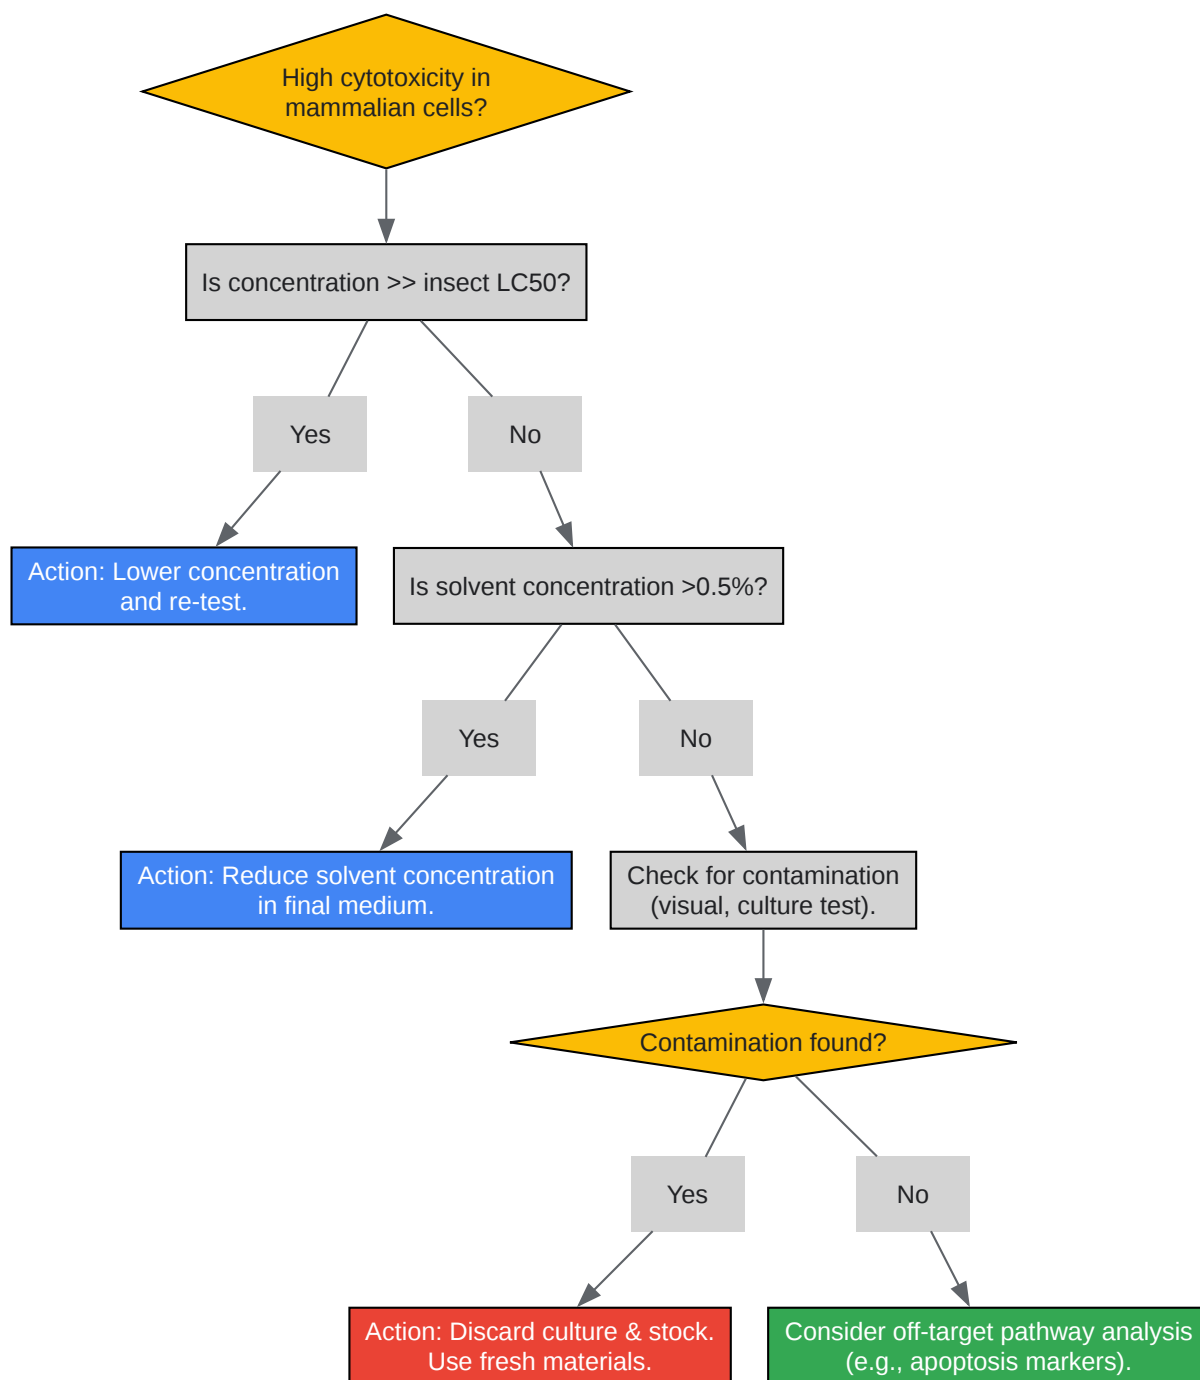 High cytotoxicity in
mammalian cells?
Is concentration >> insect LC50?
Yes
No
Action: Lower concentration
and re-test.
Is solvent concentration >0.5%?
Yes
No
Action: Reduce solvent concentration
in final medium.
Check for contamination
(visual, culture test).
Contamination found?
Yes
No
Action: Discard culture & stock.
Use fresh materials.
Consider off-target pathway analysis
(e.g., apoptosis markers).